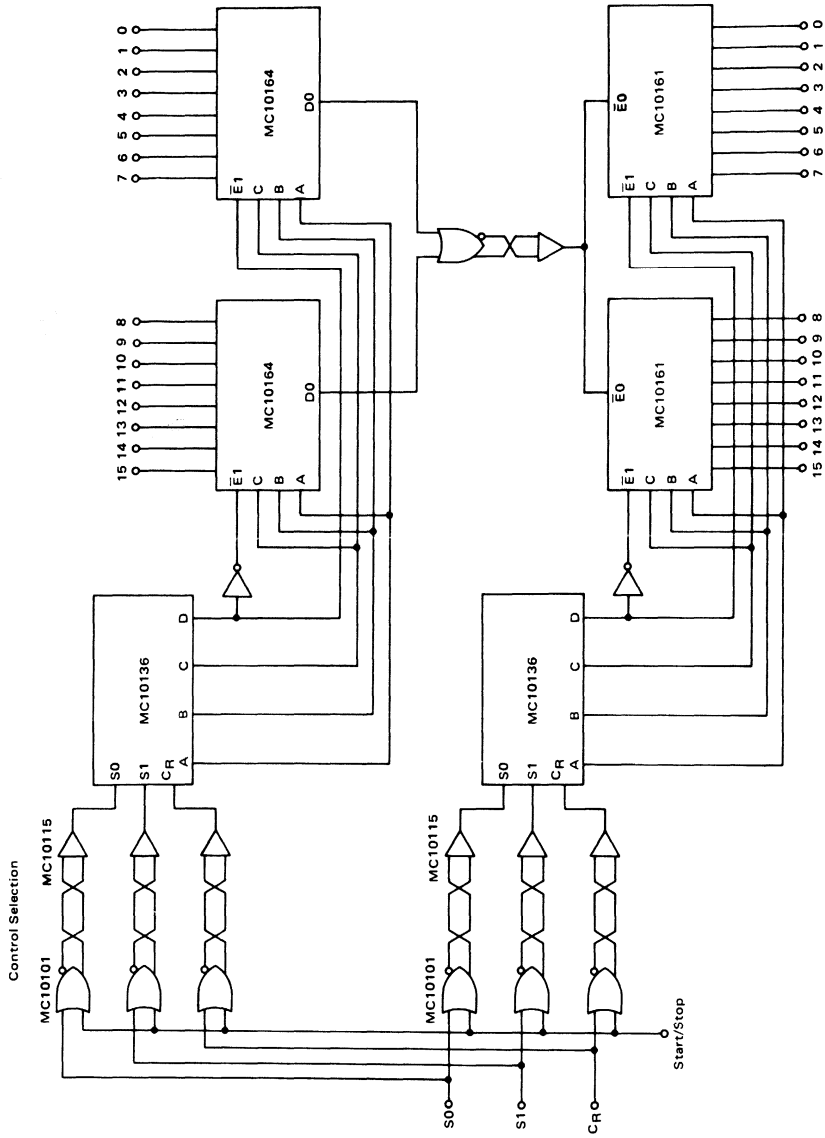 Control Selection
MC10101
MC10115
S0
S1
CR
MC10136
A
B
C
D
15
14
13
12
11
10
9
8
E1
C
B
A
MC10164
D0
7
6
5
4
3
2
1
0
E1
C
B
A
MC10164
D0
S0
S1
CR
Start/Stop
MC10101
MC10115
S0
S1
CR
MC10136
A
B
C
D
E1
C
B
A
E0
MC10161
15
14
13
12
11
10
9
8
E1
C
B
A
E0
MC10161
7
6
5
4
3
2
1
0